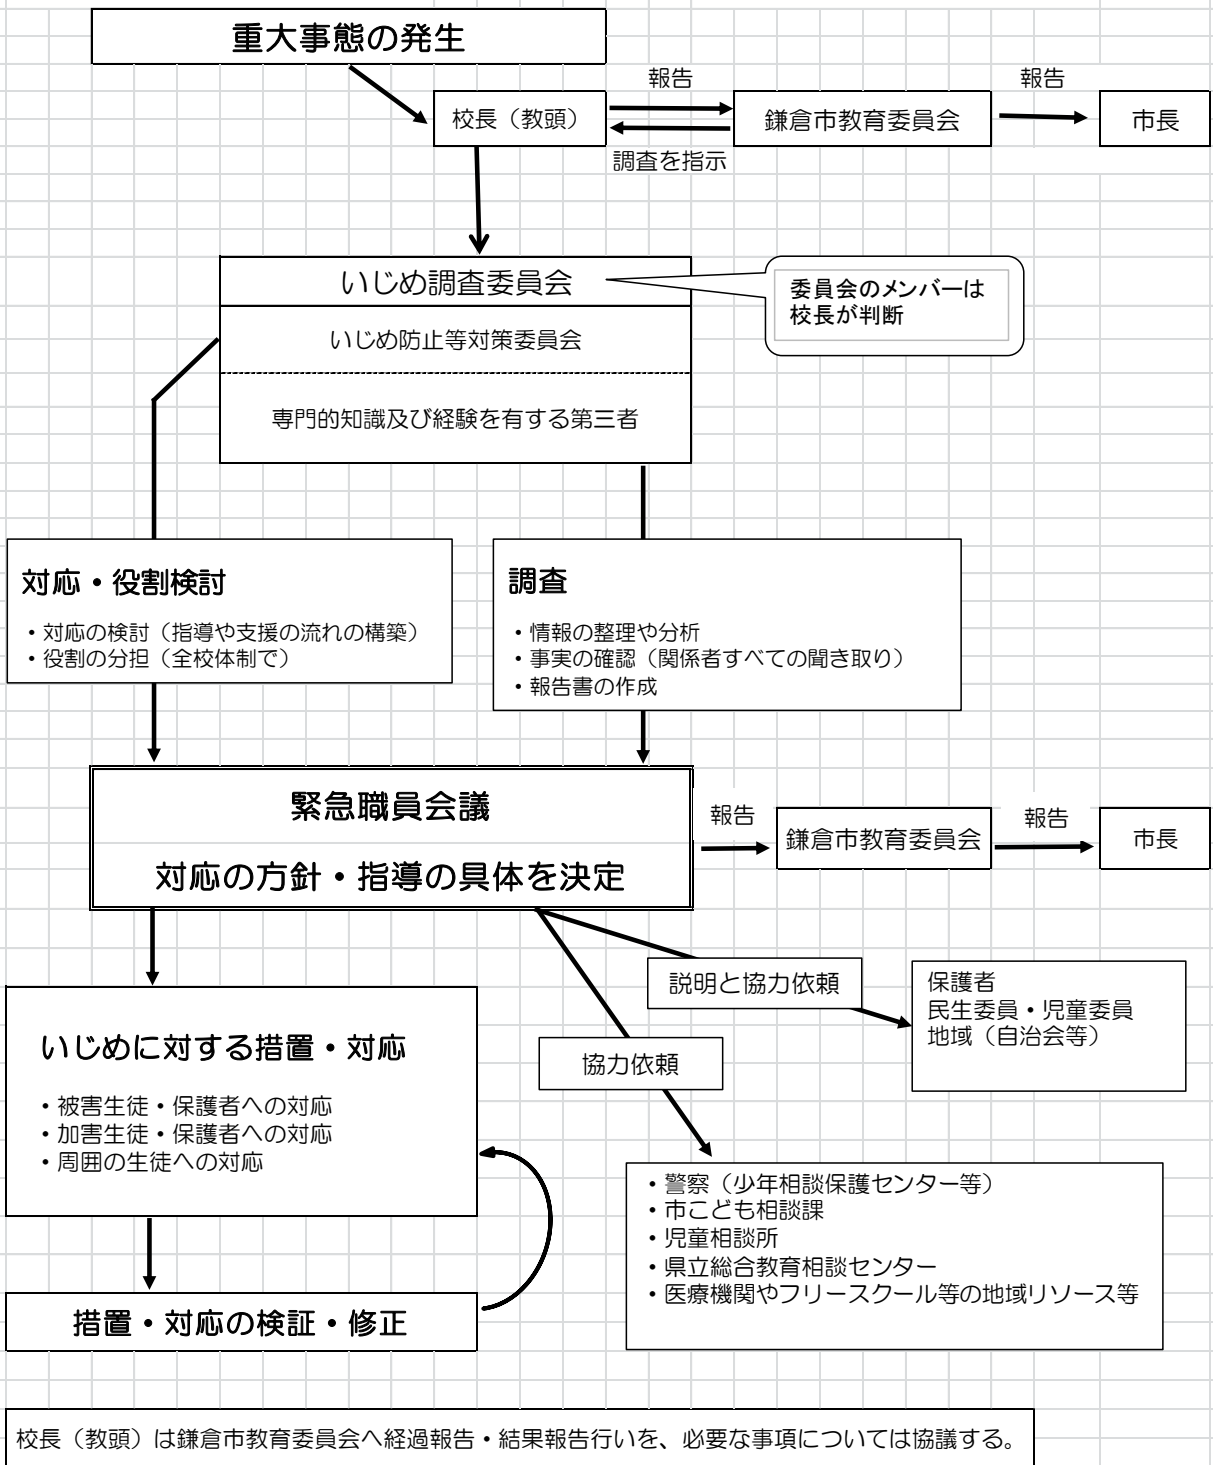 重大事態の発生
報告
報告
校長（教頭）
鎌倉市教育委員会
市長
調査を指示
いじめ調査委員会
委員会のメンバーは
校長が判断
いじめ防止等対策委員会
専門的知識及び経験を有する第三者
対応・役割検討
・対応の検討（指導や支援の流れの構築）
・役割の分担（全校体制で）
調査
・情報の整理や分析
・事実の確認（関係者すべての聞き取り）
・報告書の作成
緊急職員会議
対応の方針・指導の具体を決定
報告
鎌倉市教育委員会
報告
市長
説明と協力依頼
保護者
民生委員・児童委員
地域（自治会等）
協力依頼
いじめに対する措置・対応
・被害生徒・保護者への対応
・加害生徒・保護者への対応
・周囲の生徒への対応
・警察（少年相談保護センター等）
・市こども相談課
・児童相談所
・県立総合教育相談センター
・医療機関やフリースクール等の地域リソース等
措置・対応の検証・修正
校長（教頭）は鎌倉市教育委員会へ経過報告・結果報告行いを、必要な事項については協議する。